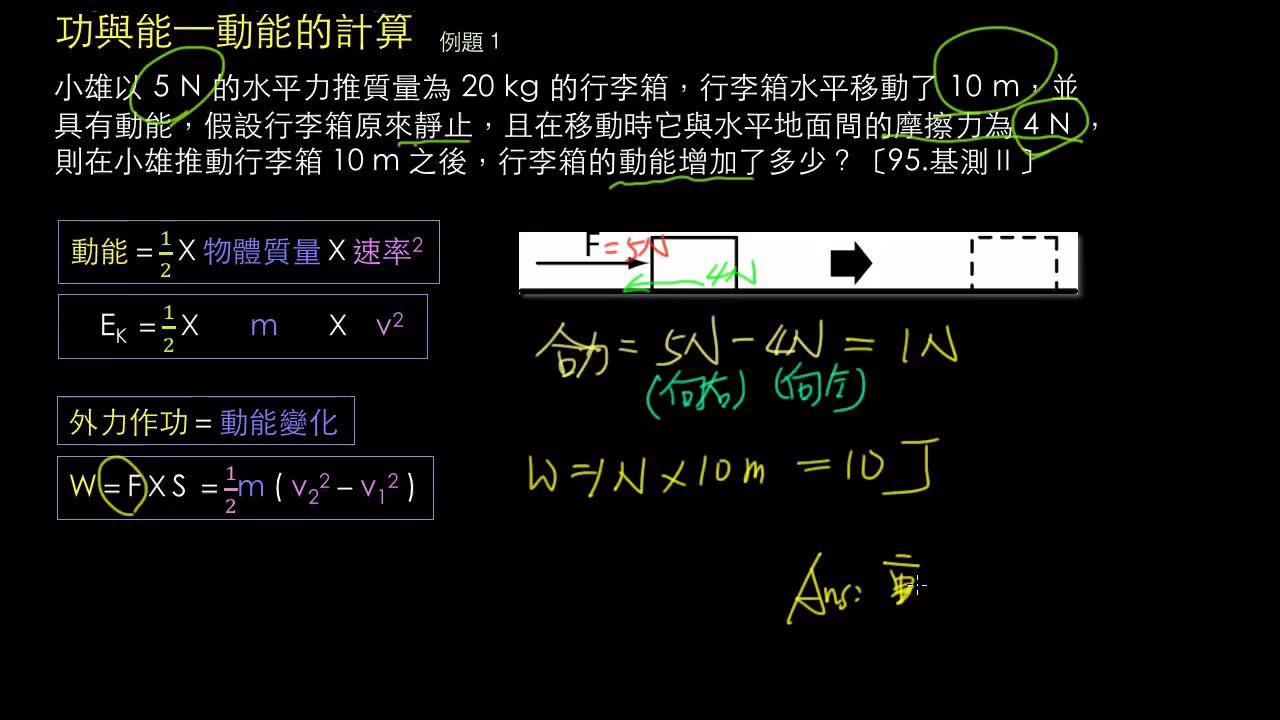 功與能—動能的計算 例題 1
小雄以 5 N 的水平力推質量為 20 kg 的行李箱，行李箱水平移動了 10 m，並
具有動能，假設行李箱原來靜止，且在移動時它與水平地面間的摩擦力為 4 N，
則在小雄推動行李箱 10 m 之後，行李箱的動能增加了多少？〔95.基測 II〕
動能 = 1/2 X 物體質量 X 速率²
E_K = 1/2 X m X v²
外力作功 = 動能變化
W = F X S = 1/2 m ( v₂² – v₁² )
F = 5N
4N
合力 = 5N − 4N = 1N
(向右) (向左)
W = 1N × 10 m = 10 J
Ans: